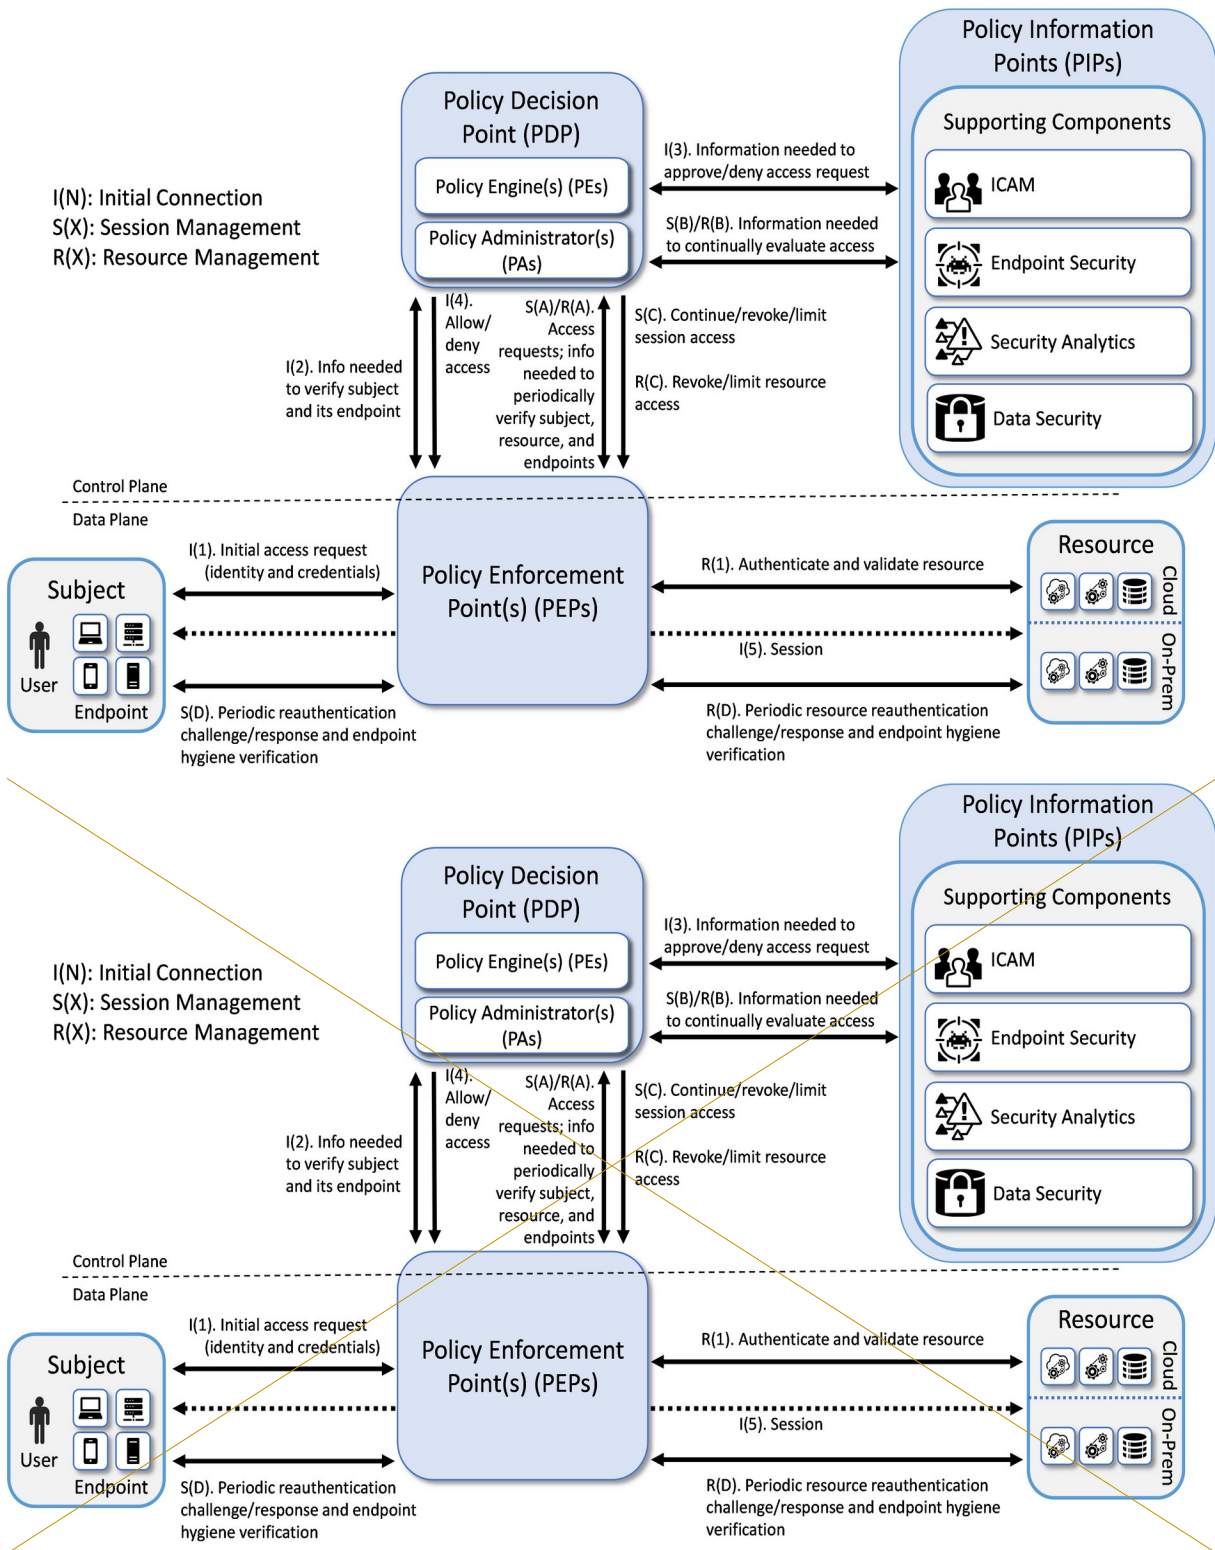 Policy Information
Points (PIPs)
Policy Decision
Point (PDP)
Supporting Components
I(3). Information needed to
approve/deny access request
Policy Engine(s) (PEs)
ICAM
I(N): Initial Connection
S(X): Session Management
R(X): Resource Management
S(B)/R(B). Information needed
to continually evaluate access
Policy Administrator(s)
(PAs)
Endpoint Security
I(4).
Allow/
deny
access
S(A)/R(A).
Access
requests; info
needed to
periodically
verify subject,
resource, and
endpoints
S(C). Continue/revoke/limit
session access
Security Analytics
I(2). Info needed
to verify subject
and its endpoint
R(C). Revoke/limit resource
access
Data Security
Control Plane
Data Plane
I(1). Initial access request
(identity and credentials)
Policy Enforcement
Point(s) (PEPs)
R(1). Authenticate and validate resource
Resource
Cloud
On-Prem
Subject
User
Endpoint
I(5). Session
S(D). Periodic reauthentication
challenge/response and endpoint
hygiene verification
R(D). Periodic resource reauthentication
challenge/response and endpoint hygiene
verification
Policy Information
Points (PIPs)
Policy Decision
Point (PDP)
Supporting Components
I(3). Information needed to
approve/deny access request
Policy Engine(s) (PEs)
ICAM
I(N): Initial Connection
S(X): Session Management
R(X): Resource Management
S(B)/R(B). Information needed
to continually evaluate access
Policy Administrator(s)
(PAs)
Endpoint Security
I(4).
Allow/
deny
access
S(A)/R(A).
Access
requests; info
needed to
periodically
verify subject,
resource, and
endpoints
S(C). Continue/revoke/limit
session access
Security Analytics
I(2). Info needed
to verify subject
and its endpoint
R(C). Revoke/limit resource
access
Data Security
Control Plane
Data Plane
I(1). Initial access request
(identity and credentials)
Policy Enforcement
Point(s) (PEPs)
R(1). Authenticate and validate resource
Resource
Cloud
On-Prem
Subject
User
Endpoint
I(5). Session
S(D). Periodic reauthentication
challenge/response and endpoint
hygiene verification
R(D). Periodic resource reauthentication
challenge/response and endpoint hygiene
verification